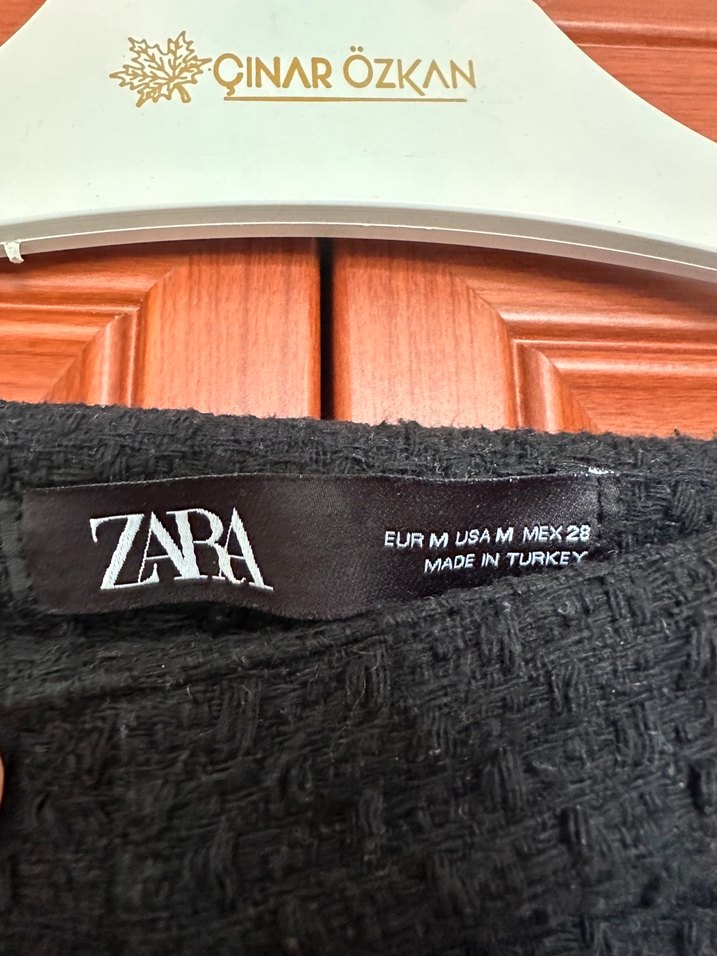 ÇINAR ÖZKAN
ZARA
EUR M USA M MEX 28
MADE IN TURKEY